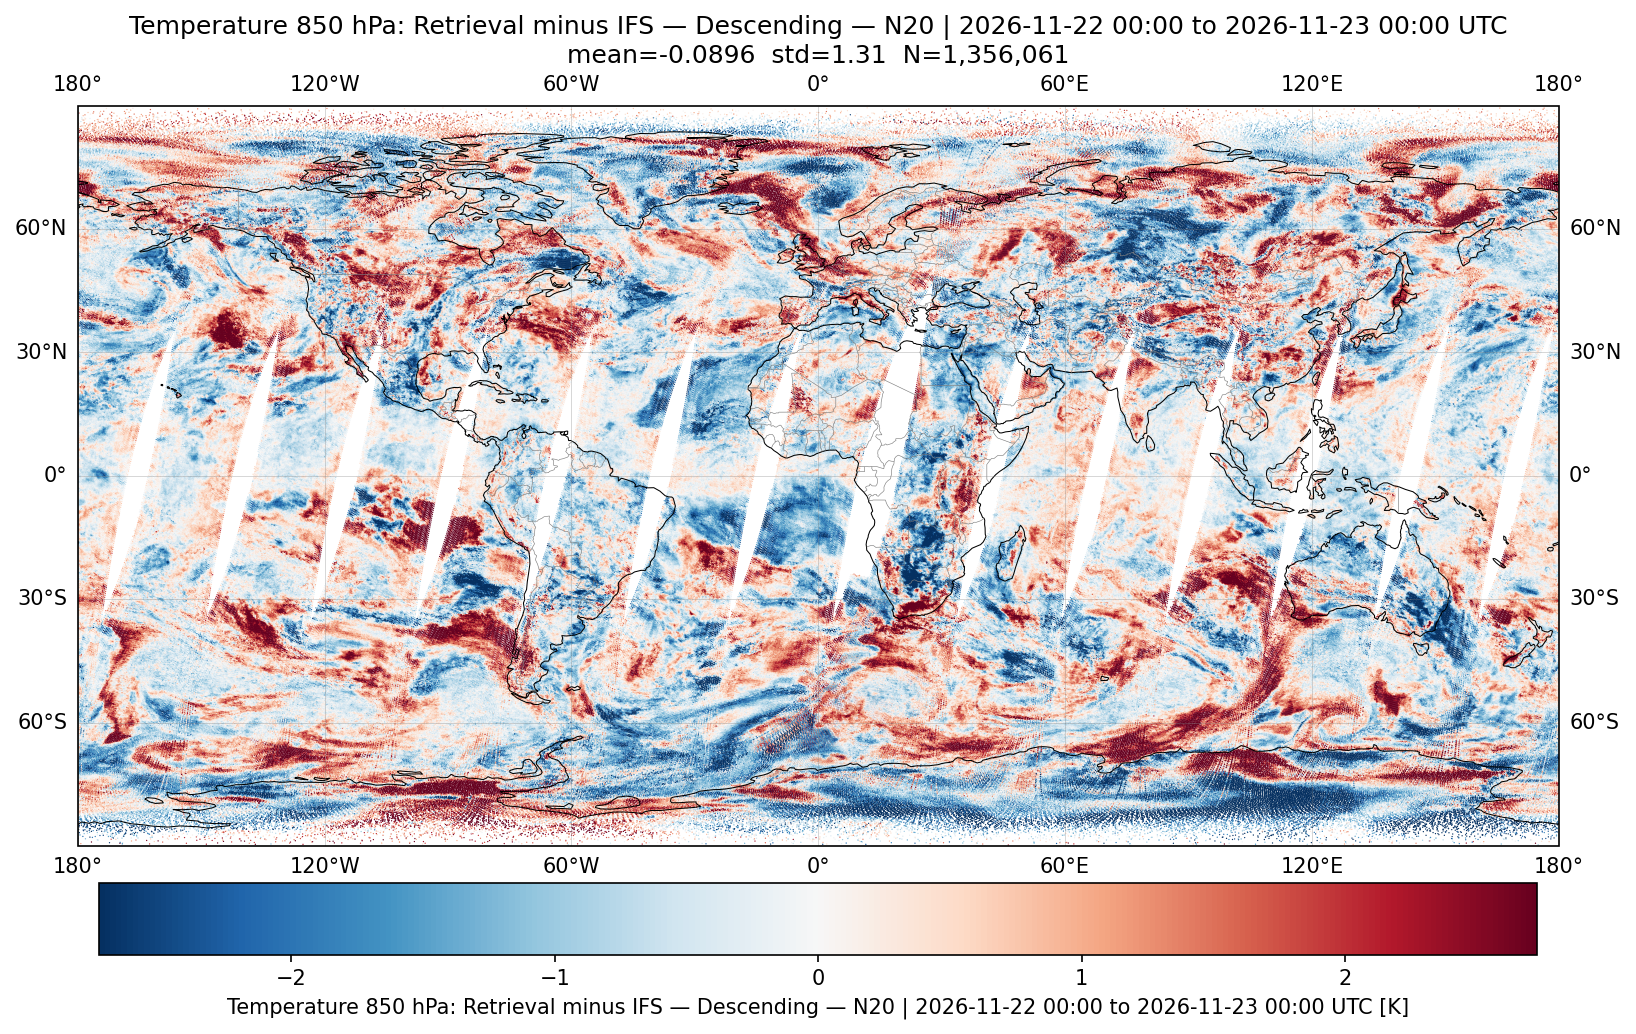 Temperature 850 hPa: Retrieval minus IFS — Descending — N20 | 2026-11-22 00:00 to 2026-11-23 00:00 UTC
mean=-0.0896  std=1.31  N=1,356,061
180° 120°W 60°W 0° 60°E 120°E 180°
60°N 60°N
30°N 30°N
0° 0°
30°S 30°S
60°S 60°S
180° 120°W 60°W 0° 60°E 120°E 180°
−2 −1 0 1 2
Temperature 850 hPa: Retrieval minus IFS — Descending — N20 | 2026-11-22 00:00 to 2026-11-23 00:00 UTC [K]